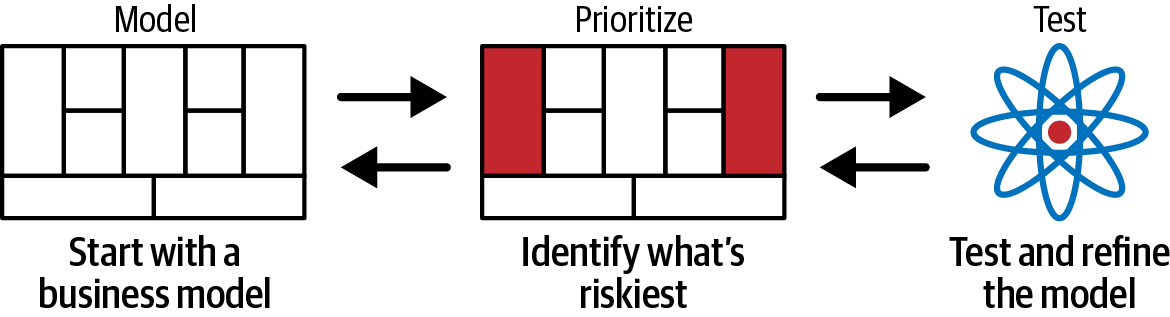 Model
Prioritize
Test
Start with a
business model
Identify what's
riskiest
Test and refine
the model